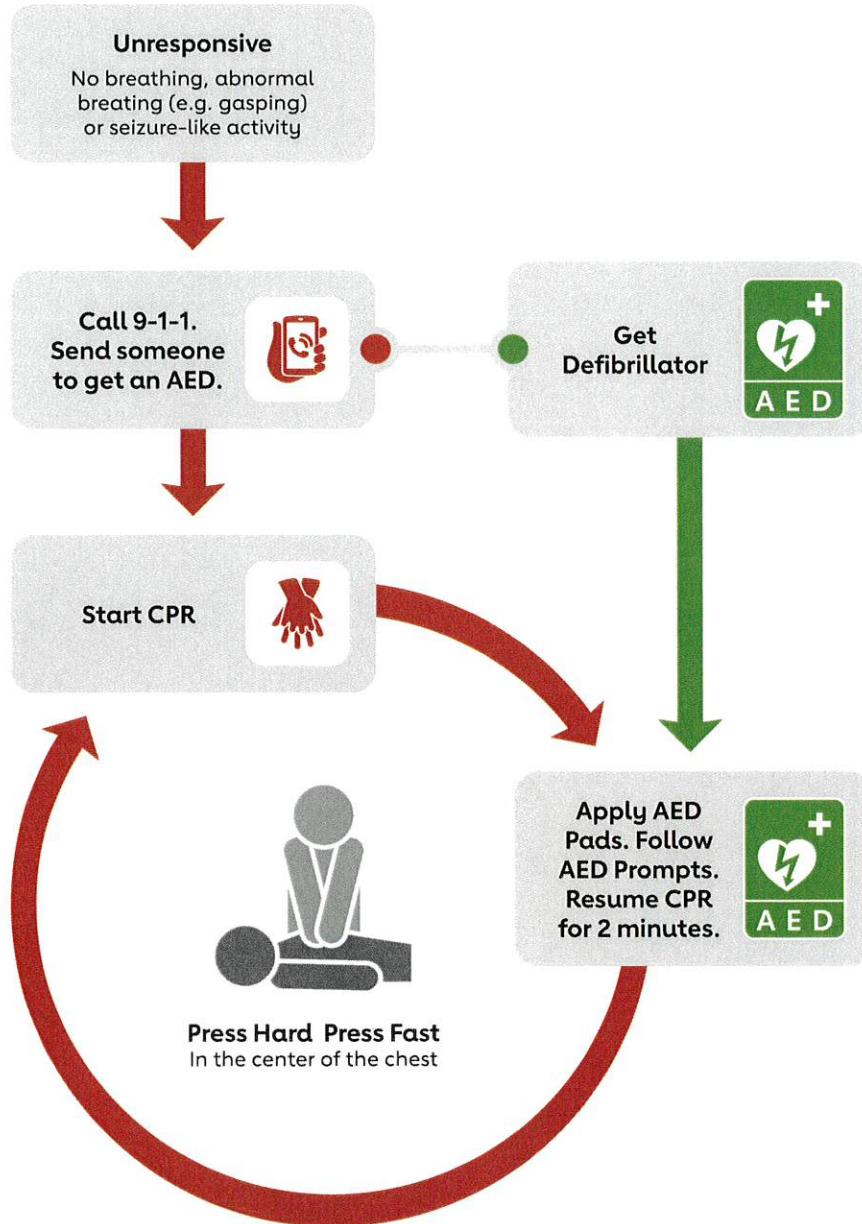 Unresponsive
No breathing, abnormal
breating (e.g. gasping)
or seizure-like activity
Call 9-1-1.
Send someone
to get an AED.
Get
Defibrillator
AED
Start CPR
Apply AED
Pads. Follow
AED Prompts.
Resume CPR
for 2 minutes.
AED
Press Hard Press Fast
In the center of the chest